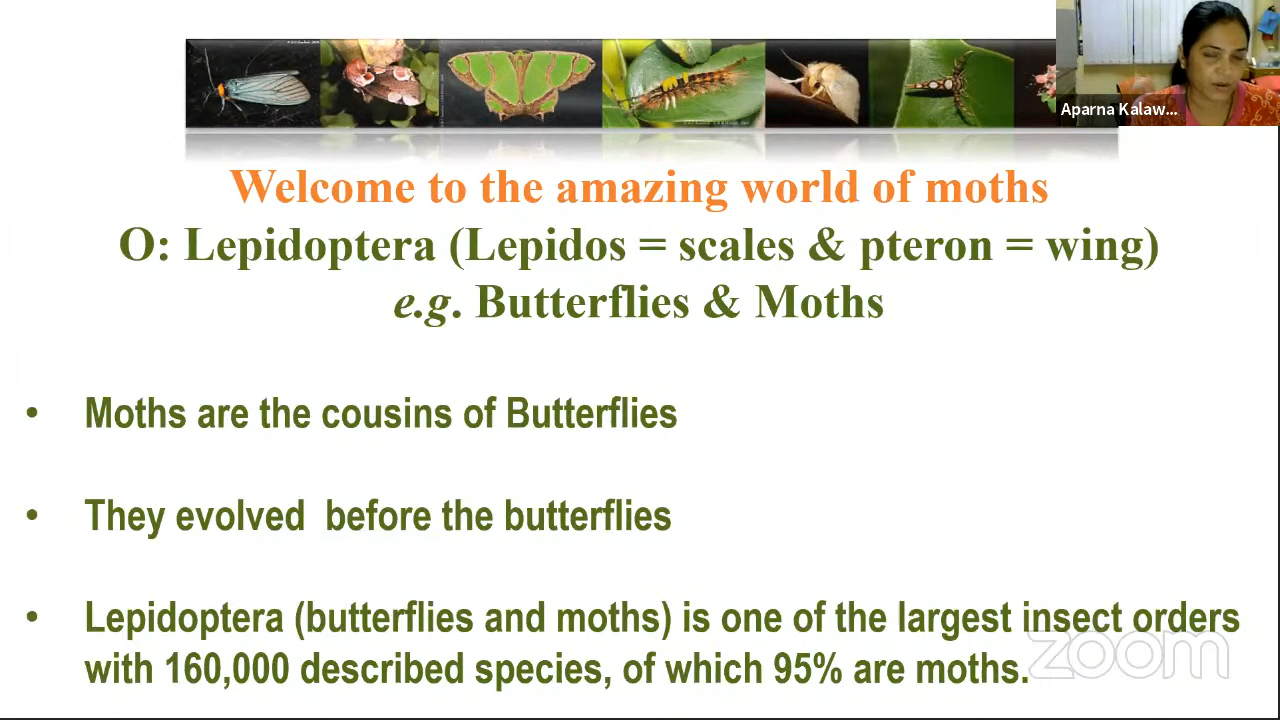 Aparna Kalaw...
Welcome to the amazing world of moths
O: Lepidoptera (Lepidos = scales & pteron = wing)
e.g. Butterflies & Moths
• Moths are the cousins of Butterflies
• They evolved before the butterflies
• Lepidoptera (butterflies and moths) is one of the largest insect orders
with 160,000 described species, of which 95% are moths.
zoom